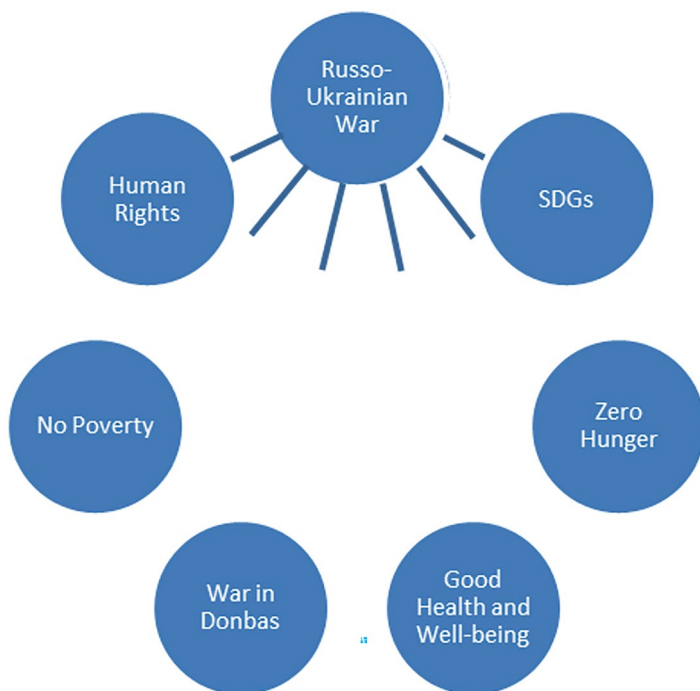 Russo-
Ukrainian
War
Human
Rights
SDGs
No Poverty
Zero
Hunger
War in
Donbas
Good
Health and
Well-being